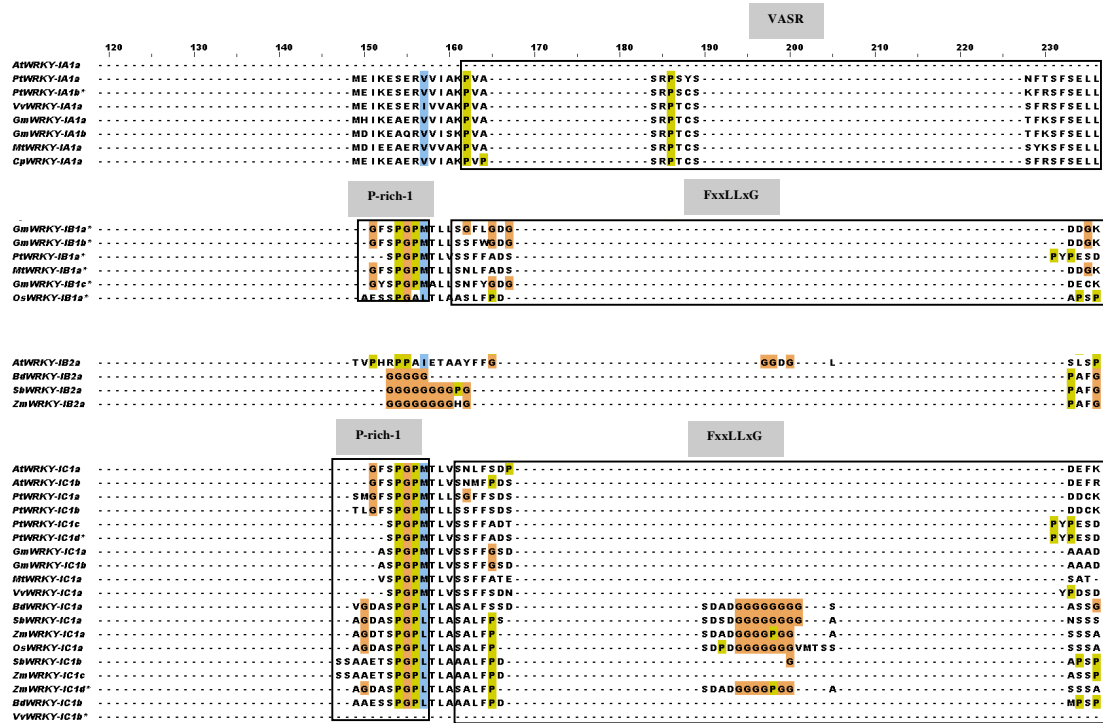 VASR
120 130 140 150 160 170 180 190 200 210 220 230
AtWRKY-IA1a
PtWRKY-IA1a MEIKESERVVIAKPVA SRPSYS NFTSFSELL
PtWRKY-IA1b* MEIKESERVVIAKPVA SRPSCS KFRSFSELL
VvWRKY-IA1a MEIKESERIVVAKPVA SRPTCS SFRSFSELL
GmWRKY-IA1a MHIKEAERVVIAKPVA SRPTCS TFKSFSELL
GmWRKY-IA1b MDIKEAQRVVISKPVA SRPTCS TFKSFSELL
MtWRKY-IA1a MDIEEAERVVVAKPVA SRPTCS SYKSFSELL
CpWRKY-IA1a MEIKEAERVVIAKPVP SRPTCS SFRSFSELL
P-rich-1 FxxLLxG
GmWRKY-IB1a* GFSPGPMTLLSGFLGDG DDGK
GmWRKY-IB1b* GFSPGPMTLLSSFWGDG DDGK
PtWRKY-IB1a* SPGPMTLVSSFFADS PYPESD
MtWRKY-IB1a* GFSPGPMTLLSNLFADS DDGK
GmWRKY-IB1c* GYSPGPMALLSNFYGDG DECK
OsWRKY-IB1a* AESSPGALTLAASLFPD APSP
AtWRKY-IB2a TVPHRPPAIETAAYFFG GGDG L SLSP
BdWRKY-IB2a GGGGG PAFG
SbWRKY-IB2a GGGGGGGGPG PAFG
ZmWRKY-IB2a GGGGGGGGHG PAFG
P-rich-1 FxxLLxG
AtWRKY-IC1a GFSPGPMTLVSNLFSDP DEFK
AtWRKY-IC1b GFSPGPMTLVSNMFPDS DEFR
PtWRKY-IC1a SMGFSPGPMTLLSGFFSDS DDCK
PtWRKY-IC1b TLGFSPGPMTLLSSFFSDS DDCK
PtWRKY-IC1c SPGPMTLVSSFFADT PYPESD
PtWRKY-IC1d* SPGPMTLVSSFFADS PYPESD
GmWRKY-IC1a ASPGPMTLVSSFFGSD AAAD
GmWRKY-IC1b ASPGPMTLVSSFFGSD AAAD
MtWRKY-IC1a VSPGPMTLVSSFFATE SAT
VvWRKY-IC1a SPGPMTLVSSFFSDN YPDSD
BdWRKY-IC1a VGDASPGPLTLASALFSSD SDADGGGGGGGG A ASSG
SbWRKY-IC1a AGDASPGPLTLASALFPS SDSDGGGGGGGG A NSSS
ZmWRKY-IC1a AGDTSPGPLTLASALFP SDADGGGGPGG A SSSA
OsWRKY-IC1a AGDASPGPLTLASALFP SDPDGGGGGGGVMTSS SSSA
SbWRKY-IC1b SSAAETSPGPLTLAAALFPD G APSP
ZmWRKY-IC1c SSAAETSPGPLTLAAALFPD ASSP
ZmWRKY-IC1d* AGDASPGPLTLASALFP SDADGGGGPGG A SSSA
BdWRKY-IC1b AAESSPGPLTLAAALFPD MPSP
VvWRKY-IC1b*